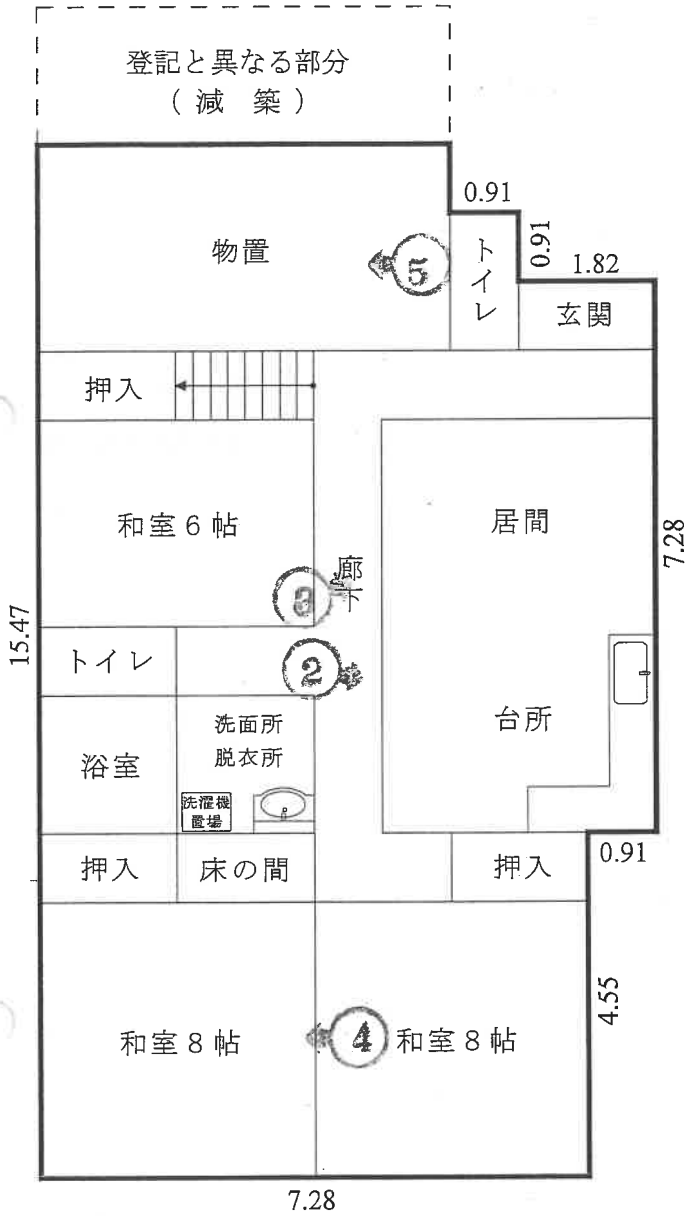 登記と異なる部分
（減　築）
0.91
0.91
1.82
物置
⑤
トイレ
玄関
押入
和室６帖
居間
7.28
廊下
③
15.47
トイレ
②
洗面所
脱衣所
台所
浴室
洗濯機
置場
押入
床の間
押入
0.91
4.55
和室８帖
④
和室８帖
7.28